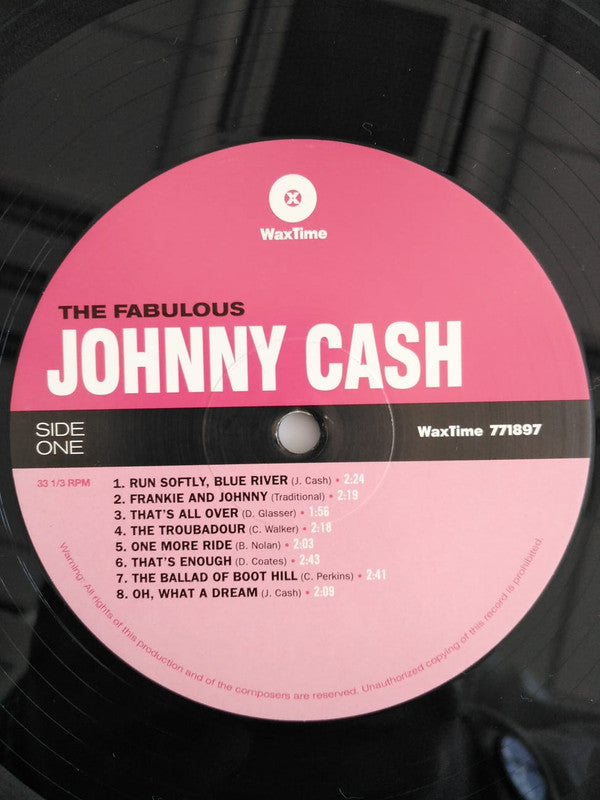 WaxTime
THE FABULOUS
JOHNNY CASH
SIDE
ONE
WaxTime 771897
33 1/3 RPM
1. RUN SOFTLY, BLUE RIVER (J. Cash) • 2:24
2. FRANKIE AND JOHNNY (Traditional) • 2:19
3. THAT'S ALL OVER (D. Glasser) • 1:56
4. THE TROUBADOUR (C. Walker) • 2:18
5. ONE MORE RIDE (B. Nolan) • 2:03
6. THAT'S ENOUGH (D. Coates) • 2:43
7. THE BALLAD OF BOOT HILL (C. Perkins) • 2:41
8. OH, WHAT A DREAM (J. Cash) • 2:09
Warning: All rights of this production and of the composers are reserved. Unauthorized copying of this record is prohibited.